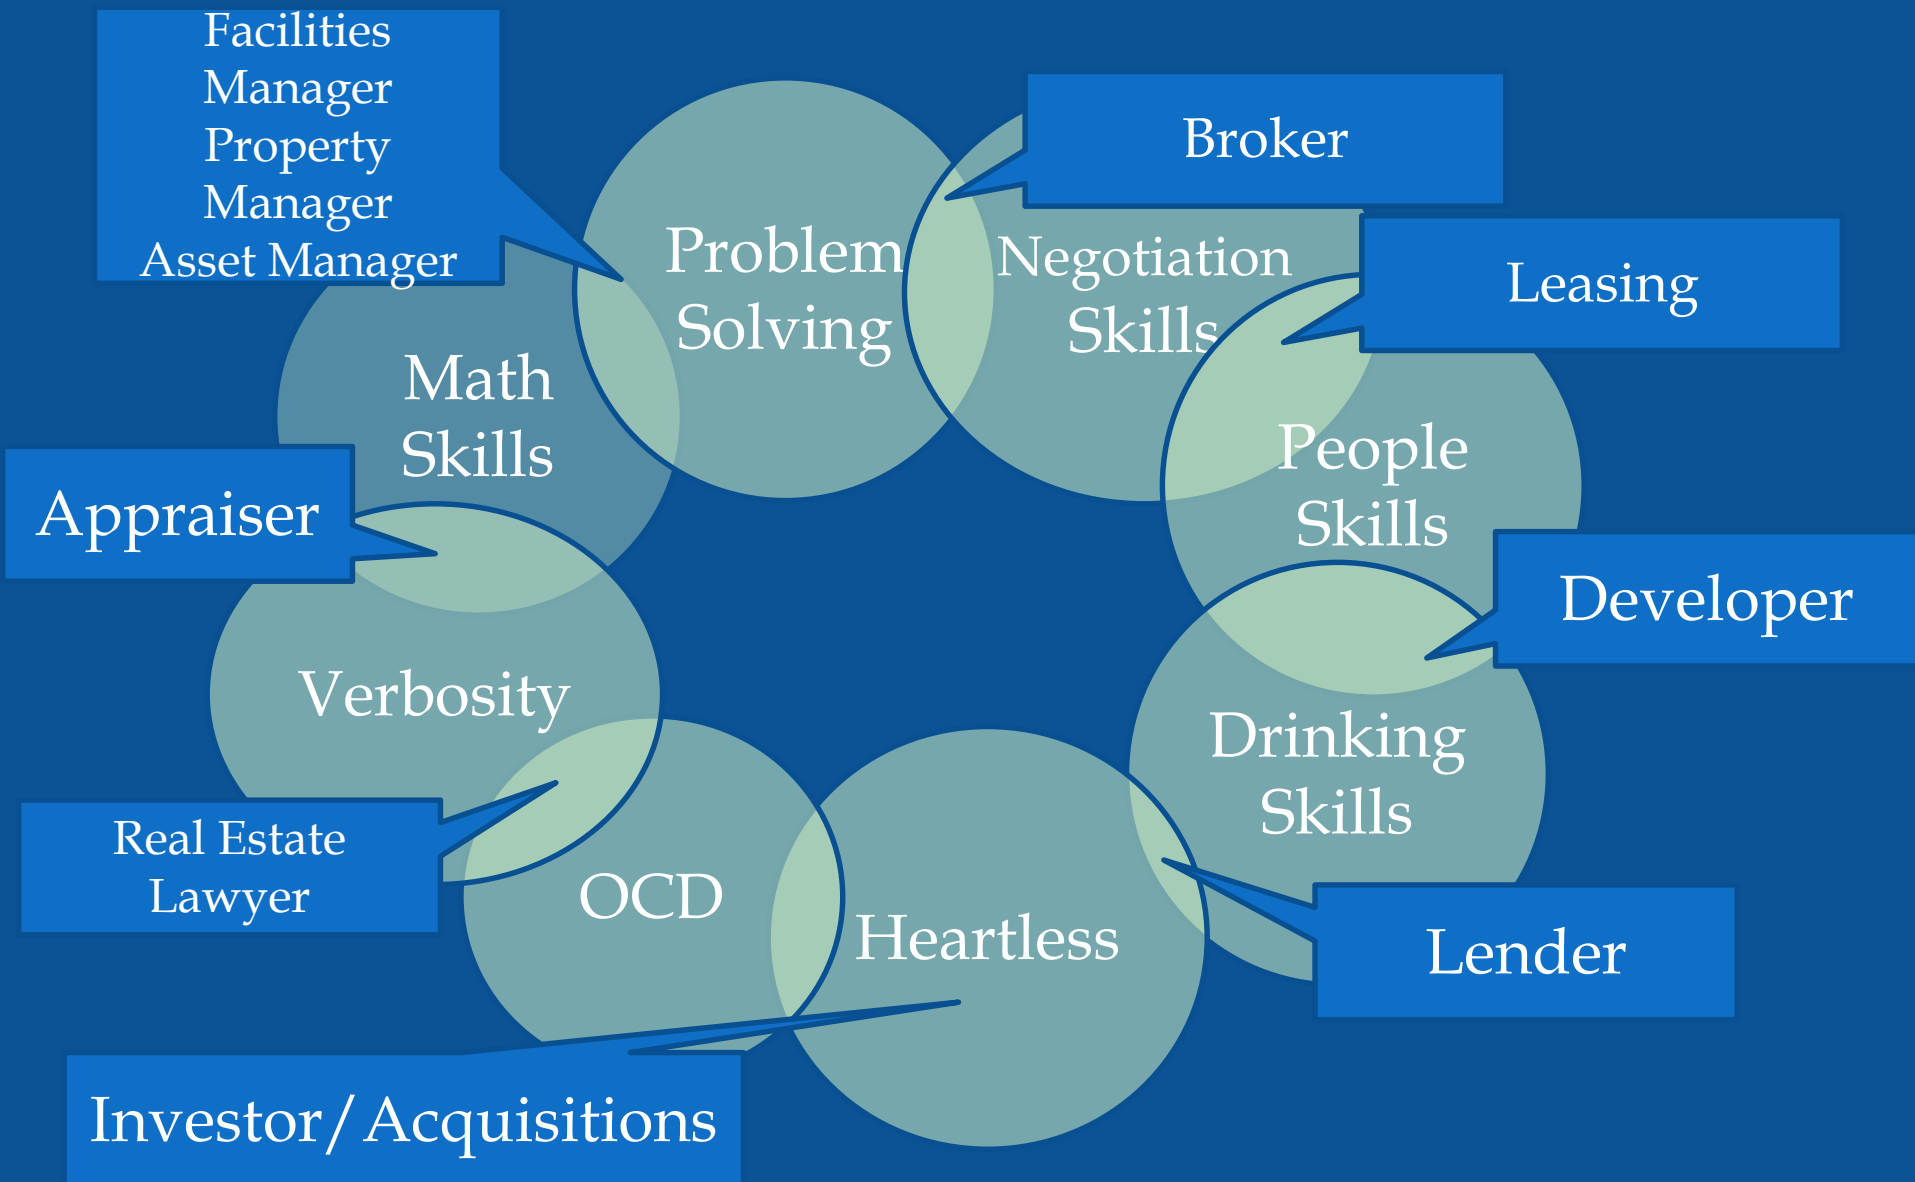 Facilities
Manager
Property
Manager
Asset Manager
Broker
Problem
Solving
Negotiation
Skills
Leasing
Math
Skills
People
Skills
Appraiser
Developer
Verbosity
Drinking
Skills
Real Estate
Lawyer
OCD
Heartless
Lender
Investor/Acquisitions